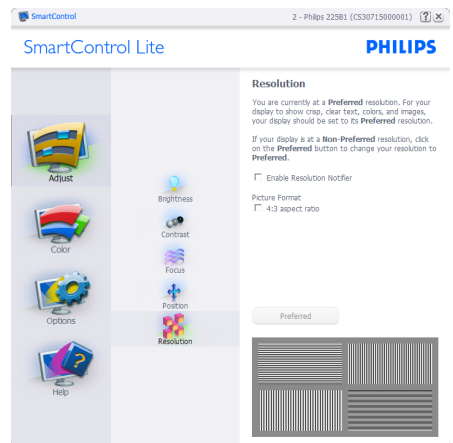 SmartControl
2 - Philips 225B1 (CS30715000001)
SmartControl Lite
PHILIPS
Adjust
Color
Options
Help
Brightness
Contrast
Focus
Position
Resolution
Resolution
You are currently at a Preferred resolution. For your
display to show crisp, clear text, colors, and images,
your display should be set to its Preferred resolution.
If your display is at a Non-Preferred resolution, click
on the Preferred button to change your resolution to
Preferred.
Enable Resolution Notifier
Picture Format
4:3 aspect ratio
Preferred